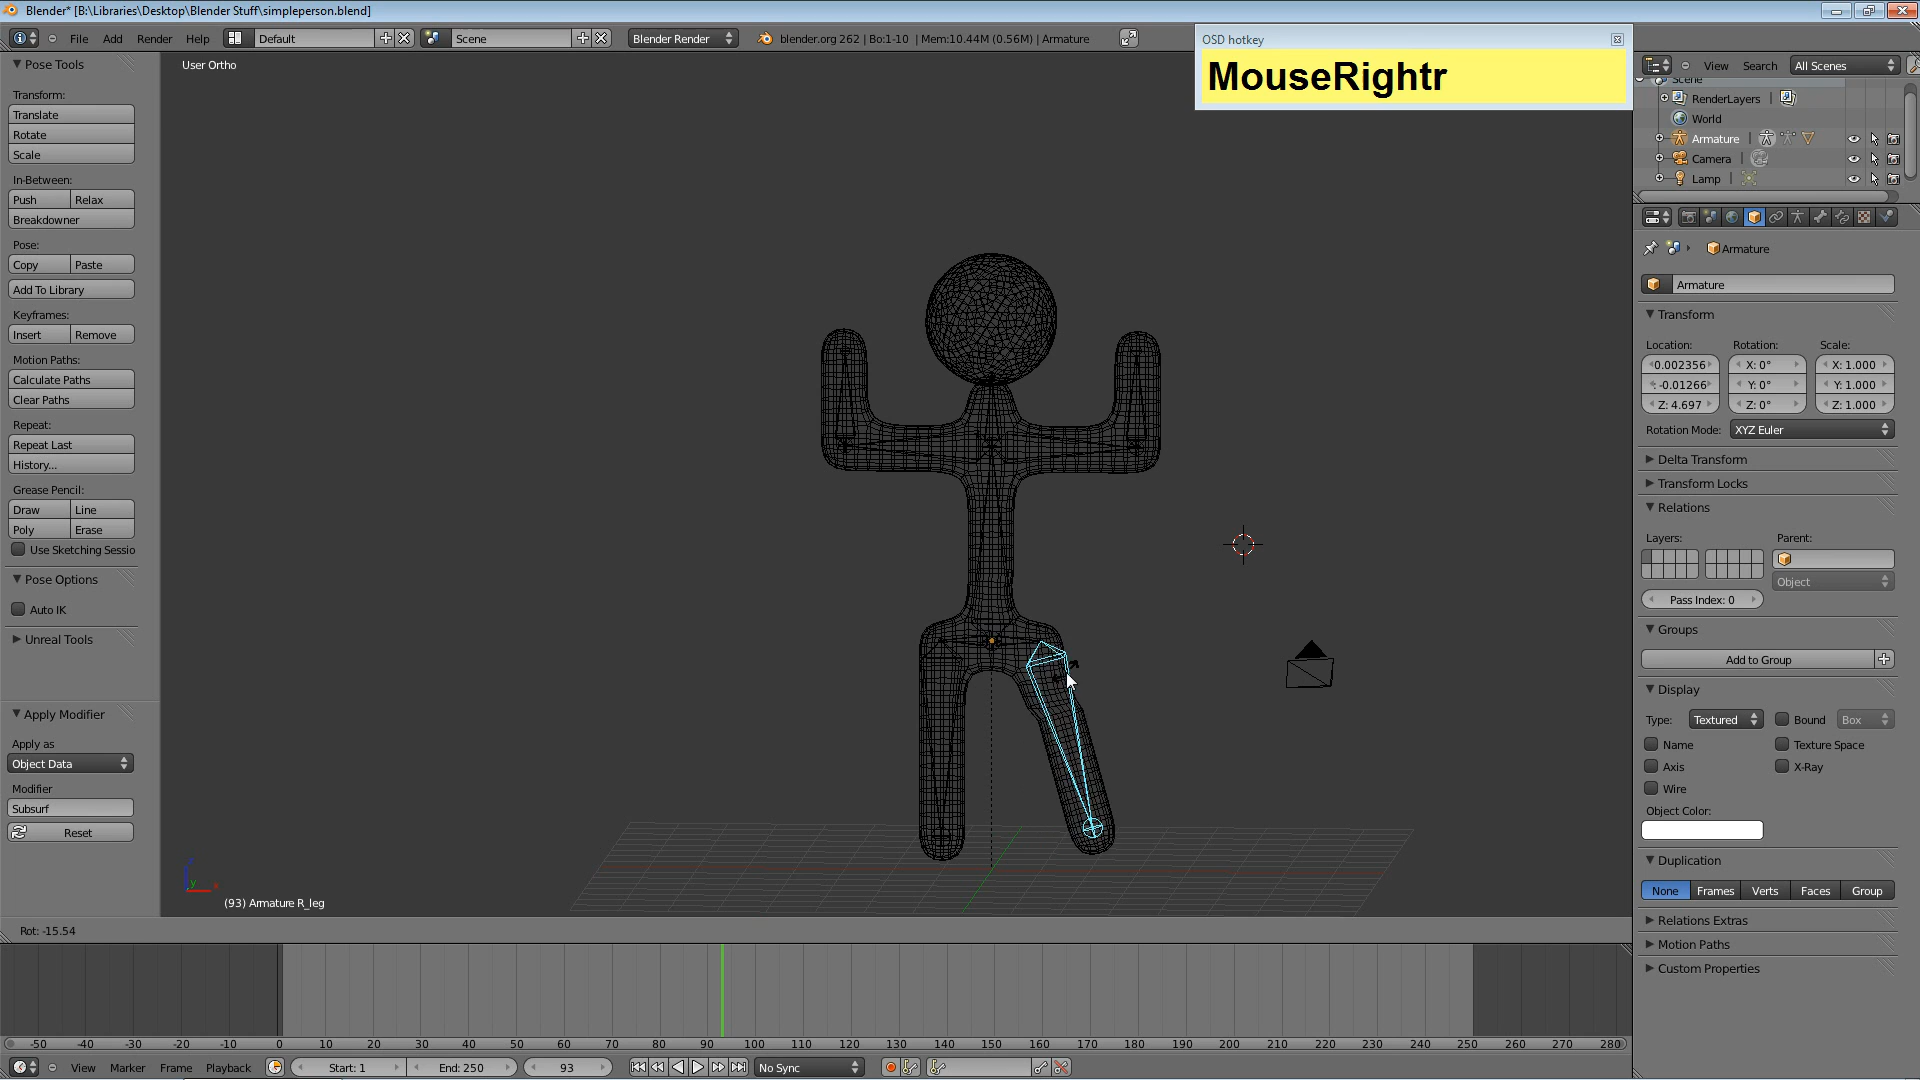 Blender* [B:\Libraries\Desktop\Blender Stuff\simpleperson.blend]
File Add Render Help Default Scene Blender Render blender.org 262 | Bo:1-10 | Mem:10.44M (0.56M) | Armature
OSD hotkey
MouseRightr
Pose Tools
User Ortho
Transform:
Translate
Rotate
Scale
In-Between:
Push Relax
Breakdowner
Pose:
Copy Paste
Add To Library
Keyframes:
Insert Remove
Motion Paths:
Calculate Paths
Clear Paths
Repeat:
Repeat Last
History...
Grease Pencil:
Draw Line
Poly Erase
Use Sketching Sessio
Pose Options
Auto IK
Unreal Tools
Apply Modifier
Apply as
Object Data
Modifier
Subsurf
Reset
y x
(93) Armature R_leg
Rot: -15.54
View Search All Scenes
Scene
RenderLayers
World
Armature
Camera
Lamp
Armature
Armature
Transform
Location: Rotation: Scale:
0.002356 X: 0° X: 1.000
: -0.01266 Y: 0° Y: 1.000
Z: 4.697 Z: 0° Z: 1.000
Rotation Mode: XYZ Euler
Delta Transform
Transform Locks
Relations
Layers: Parent:
Object
Pass Index: 0
Groups
Add to Group
Display
Type: Textured Bound Box
Name Texture Space
Axis X-Ray
Wire
Object Color:
Duplication
None Frames Verts Faces Group
Relations Extras
Motion Paths
Custom Properties
-50 -40 -30 -20 -10 0 10 20 30 40 50 60 70 80 90 100 110 120 130 140 150 160 170 180 190 200 210 220 230 240 250 260 270 280
View Marker Frame Playback Start: 1 End: 250 93 No Sync